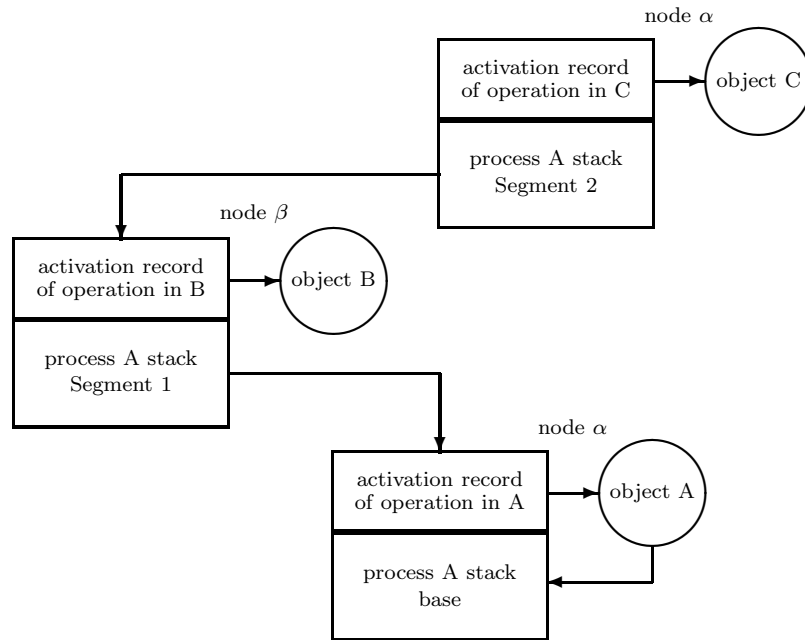 node α
activation record
of operation in C
object C
process A stack
Segment 2
node β
activation record
of operation in B
object B
process A stack
Segment 1
node α
activation record
of operation in A
object A
process A stack
base